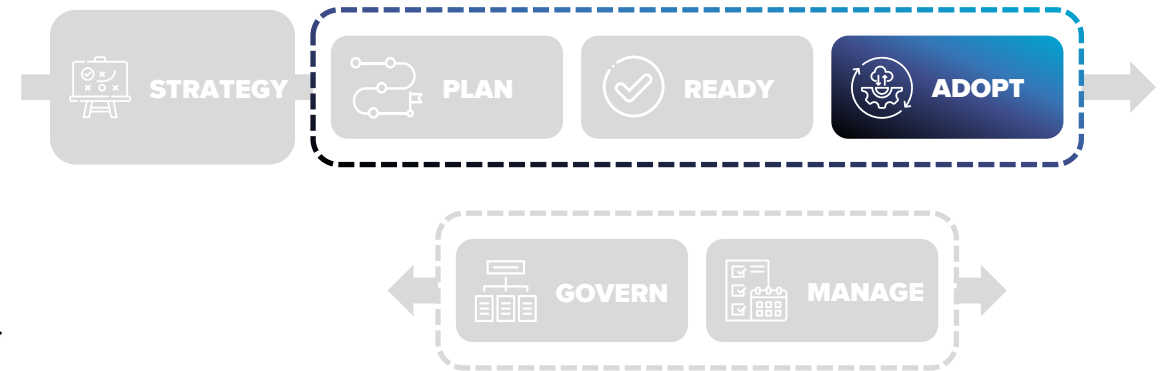 STRATEGY
PLAN
READY
ADOPT
GOVERN
MANAGE